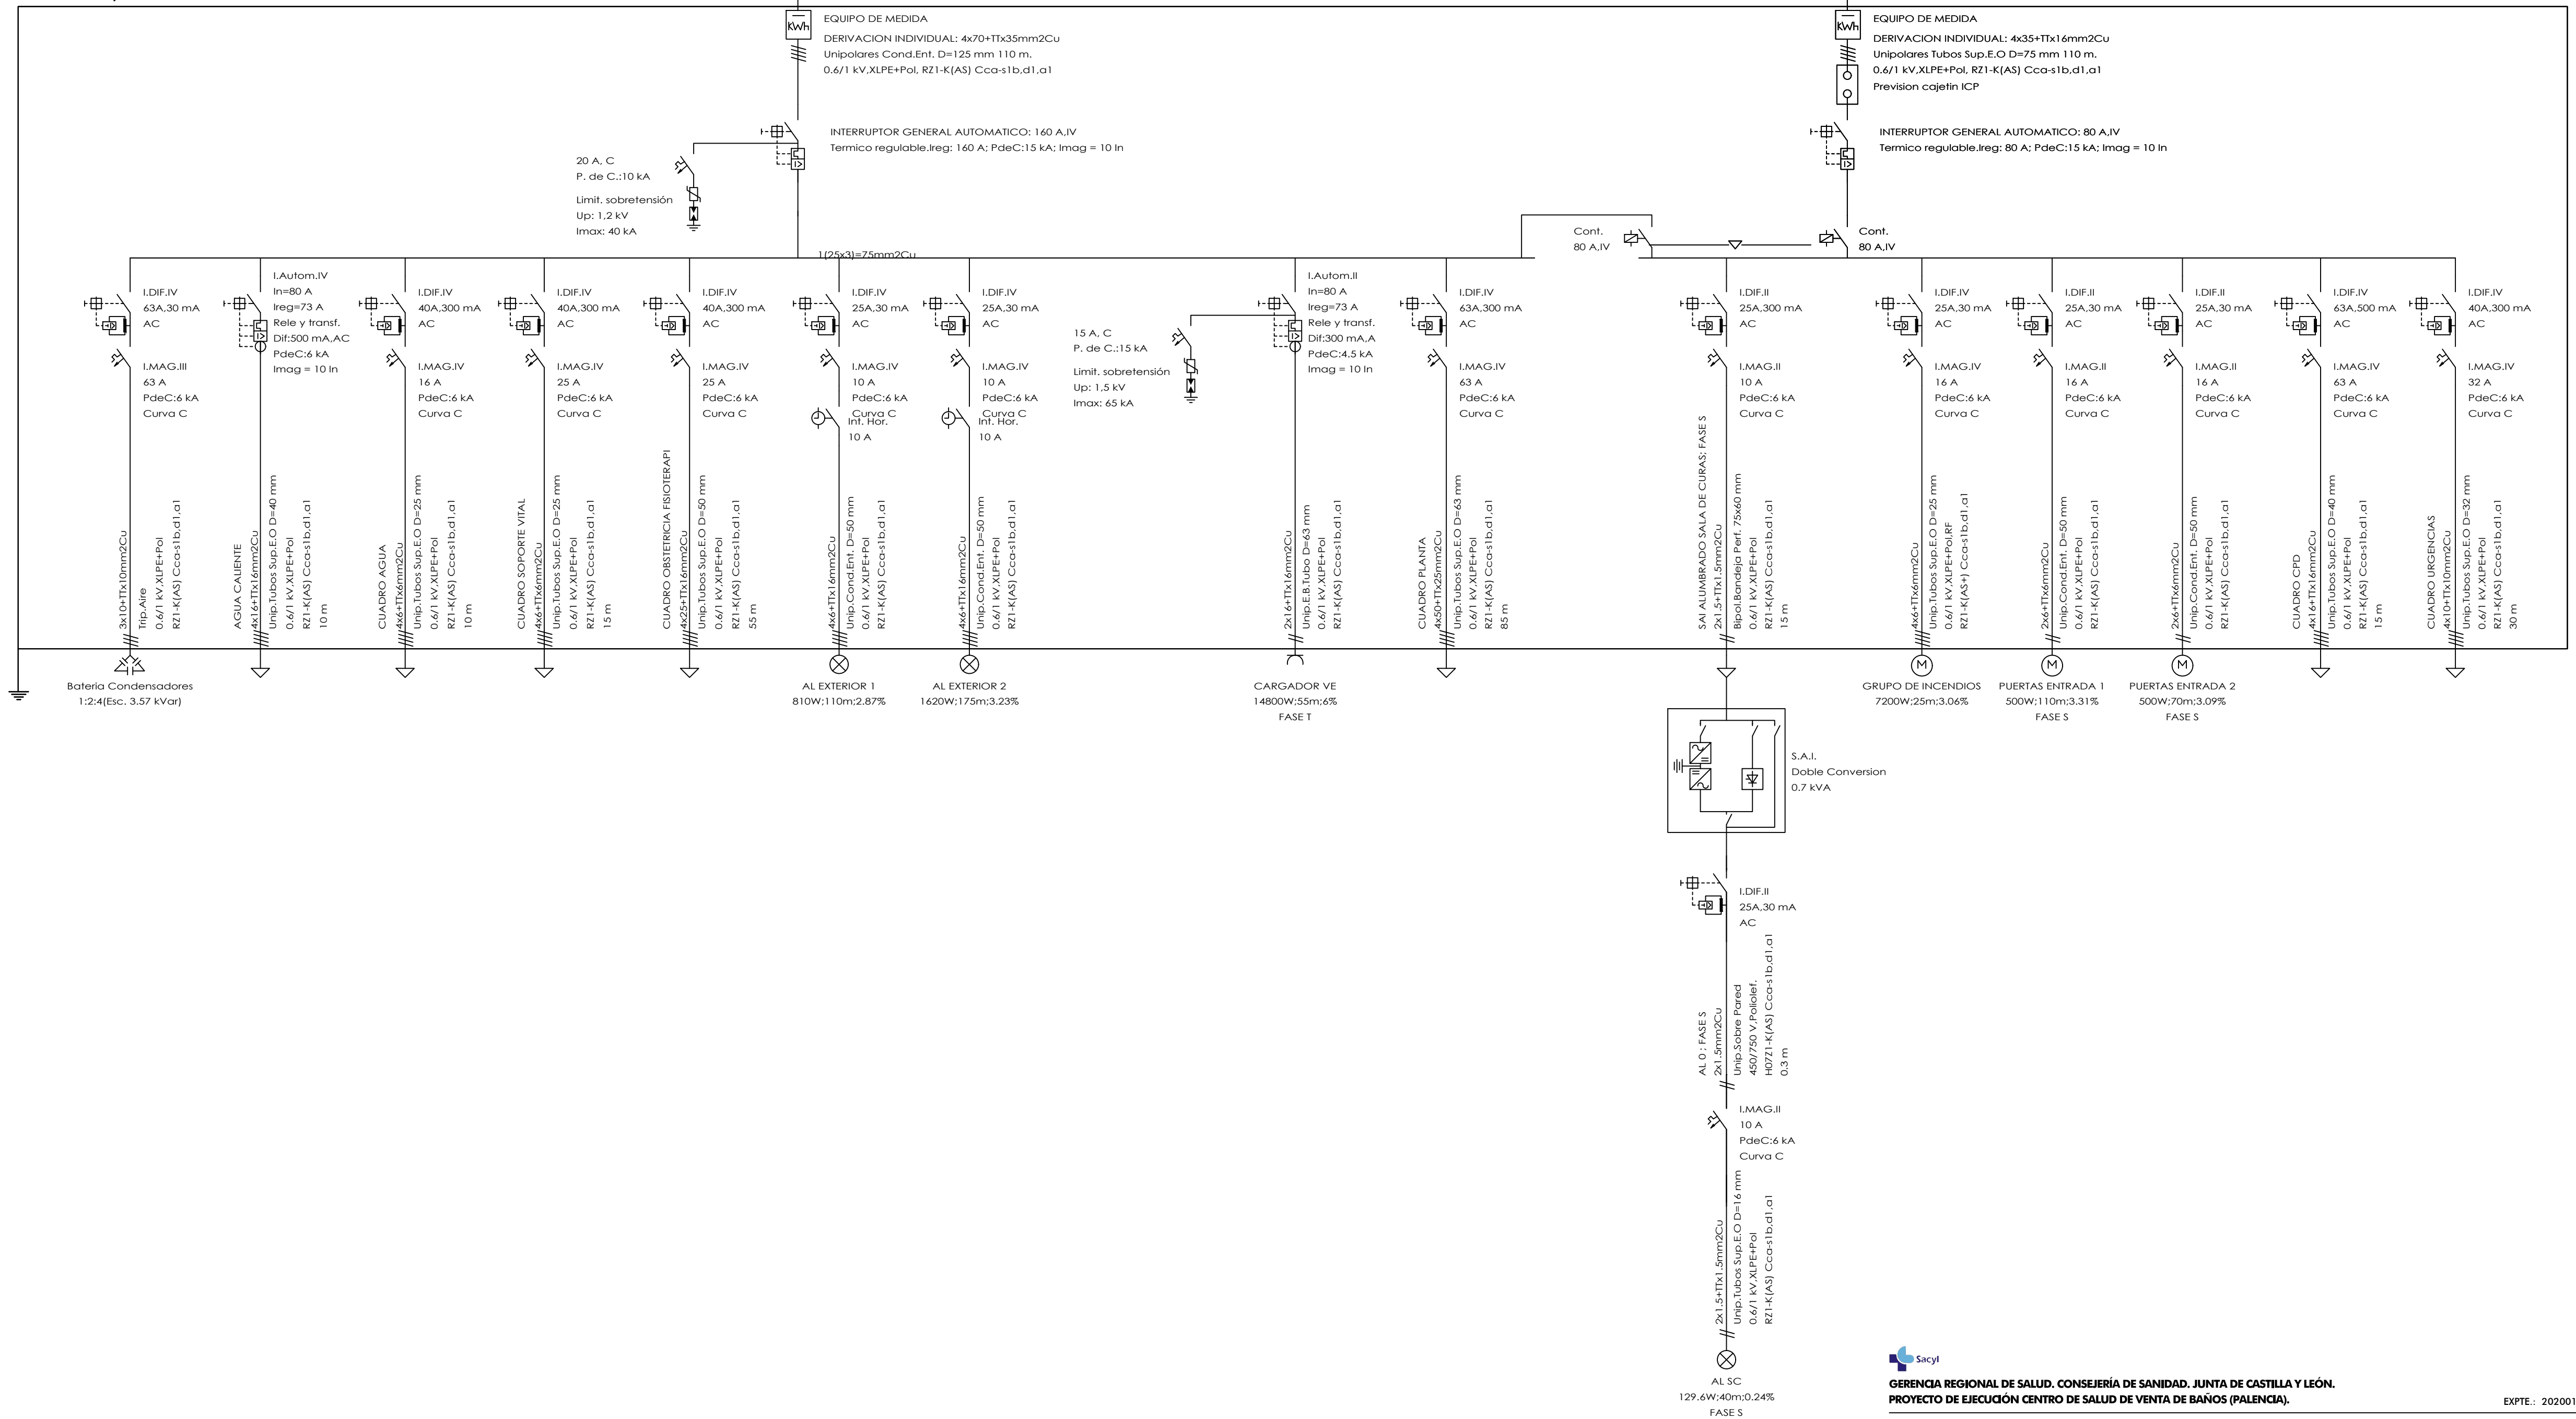 EQUIPO DE MEDIDA
DERIVACION INDIVIDUAL: 4x70+TTx35mm2Cu
Unipolares Cond.Ent. D=125 mm 110 m.
0.6/1 kV,XLPE+Pol, RZ1-K(AS) Cca-s1b,d1,a1
kWh
EQUIPO DE MEDIDA
DERIVACION INDIVIDUAL: 4x35+TTx16mm2Cu
Unipolares Tubos Sup.E.O D=75 mm 110 m.
0.6/1 kV,XLPE+Pol, RZ1-K(AS) Cca-s1b,d1,a1
Prevision cajetin ICP
kWh
INTERRUPTOR GENERAL AUTOMATICO: 160 A,IV
Termico regulable.Ireg: 160 A; PdeC:15 kA; Imag = 10 In
INTERRUPTOR GENERAL AUTOMATICO: 80 A,IV
Termico regulable.Ireg: 80 A; PdeC:15 kA; Imag = 10 In
20 A, C
P. de C.:10 kA
Limit. sobretensión
Up: 1,2 kV
Imax: 40 kA
Cont.
80 A,IV
Cont.
80 A,IV
1(25x3)=75mm2Cu
I.DIF.IV
63A,30 mA
AC
I.MAG.III
63 A
PdeC:6 kA
Curva C
3x10+TTx10mm2Cu
Trip.Aire
0.6/1 kV,XLPE+Pol
RZ1-K(AS) Cca-s1b,d1,a1
Bateria Condensadores
1:2:4(Esc. 3.57 kVar)
I.Autom.IV
In=80 A
Ireg=73 A
Rele y transf.
Dif:500 mA,AC
PdeC:6 kA
Imag = 10 In
AGUA CALIENTE
4x16+TTx16mm2Cu
Unip.Tubos Sup.E.O D=40 mm
0.6/1 kV,XLPE+Pol
RZ1-K(AS) Cca-s1b,d1,a1
10 m
I.DIF.IV
40A,300 mA
AC
I.MAG.IV
16 A
PdeC:6 kA
Curva C
CUADRO AGUA
4x6+TTx6mm2Cu
Unip.Tubos Sup.E.O D=25 mm
0.6/1 kV,XLPE+Pol
RZ1-K(AS) Cca-s1b,d1,a1
10 m
I.DIF.IV
40A,300 mA
AC
I.MAG.IV
25 A
PdeC:6 kA
Curva C
CUADRO SOPORTE VITAL
4x6+TTx6mm2Cu
Unip.Tubos Sup.E.O D=25 mm
0.6/1 kV,XLPE+Pol
RZ1-K(AS) Cca-s1b,d1,a1
15 m
I.DIF.IV
40A,300 mA
AC
I.MAG.IV
25 A
PdeC:6 kA
Curva C
CUADRO OBSTETRICIA FISIOTERAPI
4x25+TTx16mm2Cu
Unip.Tubos Sup.E.O D=50 mm
0.6/1 kV,XLPE+Pol
RZ1-K(AS) Cca-s1b,d1,a1
55 m
I.DIF.IV
25A,30 mA
AC
I.MAG.IV
10 A
PdeC:6 kA
Curva C
Int. Hor.
10 A
4x6+TTx16mm2Cu
Unip.Cond.Ent. D=50 mm
0.6/1 kV,XLPE+Pol
RZ1-K(AS) Cca-s1b,d1,a1
AL EXTERIOR 1
810W;110m;2.87%
I.DIF.IV
25A,30 mA
AC
I.MAG.IV
10 A
PdeC:6 kA
Curva C
Int. Hor.
10 A
4x6+TTx16mm2Cu
Unip.Cond.Ent. D=50 mm
0.6/1 kV,XLPE+Pol
RZ1-K(AS) Cca-s1b,d1,a1
AL EXTERIOR 2
1620W;175m;3.23%
15 A, C
P. de C.:15 kA
Limit. sobretensión
Up: 1,5 kV
Imax: 65 kA
I.Autom.II
In=80 A
Ireg=73 A
Rele y transf.
Dif:300 mA,A
PdeC:4.5 kA
Imag = 10 In
2x16+TTx16mm2Cu
Unip.E.B.Tubo D=63 mm
0.6/1 kV,XLPE+Pol
RZ1-K(AS) Cca-s1b,d1,a1
CARGADOR VE
14800W;55m;6%
FASE T
I.DIF.IV
63A,300 mA
AC
I.MAG.IV
63 A
PdeC:6 kA
Curva C
CUADRO PLANTA
4x50+TTx25mm2Cu
Unip.Tubos Sup.E.O D=63 mm
0.6/1 kV,XLPE+Pol
RZ1-K(AS) Cca-s1b,d1,a1
85 m
I.DIF.II
25A,300 mA
AC
I.MAG.II
10 A
PdeC:6 kA
Curva C
SAI ALUMBRADO SALA DE CURAS; FASE S
2x1.5+TTx1.5mm2Cu
Bipol.Bandeja Perf. 75x60 mm
0.6/1 kV,XLPE+Pol
RZ1-K(AS) Cca-s1b,d1,a1
15 m
I.DIF.IV
25A,30 mA
AC
I.MAG.IV
16 A
PdeC:6 kA
Curva C
4x6+TTx6mm2Cu
Unip.Tubos Sup.E.O D=25 mm
0.6/1 kV,XLPE+Pol,RF
RZ1-K(AS+) Cca-s1b,d1,a1
M
GRUPO DE INCENDIOS
7200W;25m;3.06%
I.DIF.II
25A,30 mA
AC
I.MAG.II
16 A
PdeC:6 kA
Curva C
2x6+TTx6mm2Cu
Unip.Cond.Ent. D=50 mm
0.6/1 kV,XLPE+Pol
RZ1-K(AS) Cca-s1b,d1,a1
M
PUERTAS ENTRADA 1
500W;110m;3.31%
FASE S
I.DIF.II
25A,30 mA
AC
I.MAG.II
16 A
PdeC:6 kA
Curva C
2x6+TTx6mm2Cu
Unip.Cond.Ent. D=50 mm
0.6/1 kV,XLPE+Pol
RZ1-K(AS) Cca-s1b,d1,a1
M
PUERTAS ENTRADA 2
500W;70m;3.09%
FASE S
I.DIF.IV
63A,500 mA
AC
I.MAG.IV
63 A
PdeC:6 kA
Curva C
CUADRO CPD
4x16+TTx16mm2Cu
Unip.Tubos Sup.E.O D=40 mm
0.6/1 kV,XLPE+Pol
RZ1-K(AS) Cca-s1b,d1,a1
15 m
I.DIF.IV
40A,300 mA
AC
I.MAG.IV
32 A
PdeC:6 kA
Curva C
CUADRO URGENCIAS
4x10+TTx10mm2Cu
Unip.Tubos Sup.E.O D=32 mm
0.6/1 kV,XLPE+Pol
RZ1-K(AS) Cca-s1b,d1,a1
30 m
S.A.I.
Doble Conversion
0.7 kVA
I.DIF.II
25A,30 mA
AC
AL 0 ; FASE S
2x1.5mm2Cu
Unip.Sobre Pared
450/750 V,Poliolef.
H07Z1-K(AS) Cca-s1b,d1,a1
0.3 m
I.MAG.II
10 A
PdeC:6 kA
Curva C
2x1.5+TTx1.5mm2Cu
Unip.Tubos Sup.E.O D=16 mm
0.6/1 kV,XLPE+Pol
RZ1-K(AS) Cca-s1b,d1,a1
AL SC
129.6W;40m;0.24%
FASE S
Sacyl
GERENCIA REGIONAL DE SALUD. CONSEJERÍA DE SANIDAD. JUNTA DE CASTILLA Y LEÓN.
PROYECTO DE EJECUCIÓN CENTRO DE SALUD DE VENTA DE BAÑOS (PALENCIA).
EXPTE.: 202001